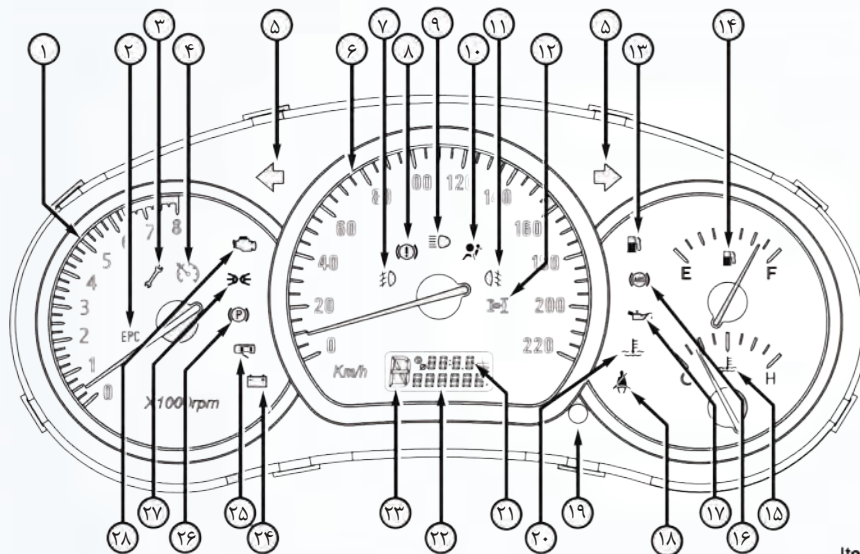 ۱ ۲ ۳ ۴ ۵ ۶ ۷ ۸ ۹ ۱۰ ۱۱ ۱۲ ۵ ۱۳ ۱۴
0 1 2 3 4 5 6 7 8
EPC
P
X1000rpm
0 20 40 60 80 100 120 140 160 180 200 220
Km/h
ABS
E F
C H
۲۸ ۲۷ ۲۶ ۲۵ ۲۴ ۲۳ ۲۲ ۲۱ ۲۰ ۱۹ ۱۸ ۱۷ ۱۶ ۱۵